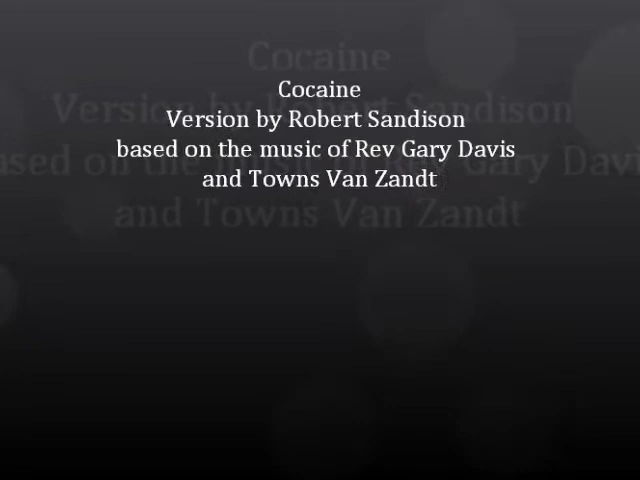 Cocaine
Version by Robert Sandison
based on the music of Rev Gary Davis
and Towns Van Zandt